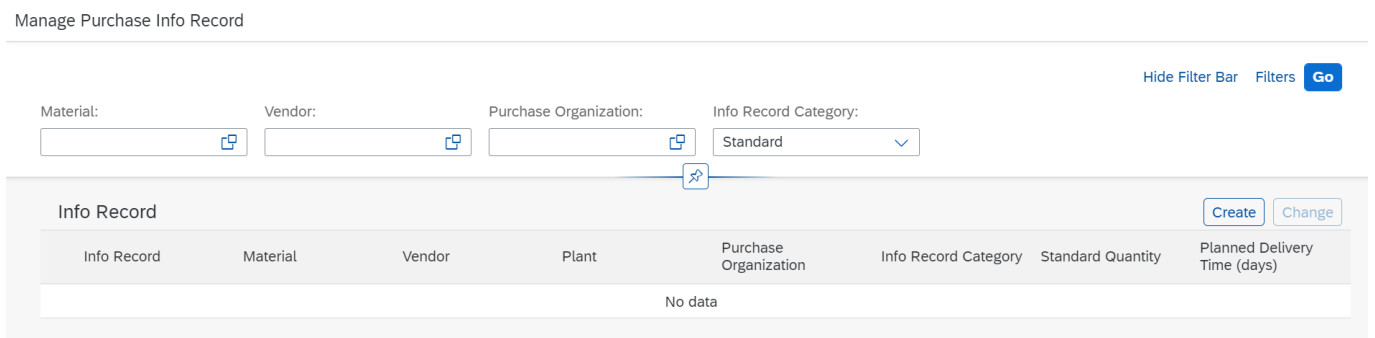 Manage Purchase Info Record
Hide Filter Bar Filters Go
Material: Vendor: Purchase Organization: Info Record Category:
Standard
Info Record
Create Change
Info Record Material Vendor Plant Purchase Organization Info Record Category Standard Quantity Planned Delivery Time (days)
No data